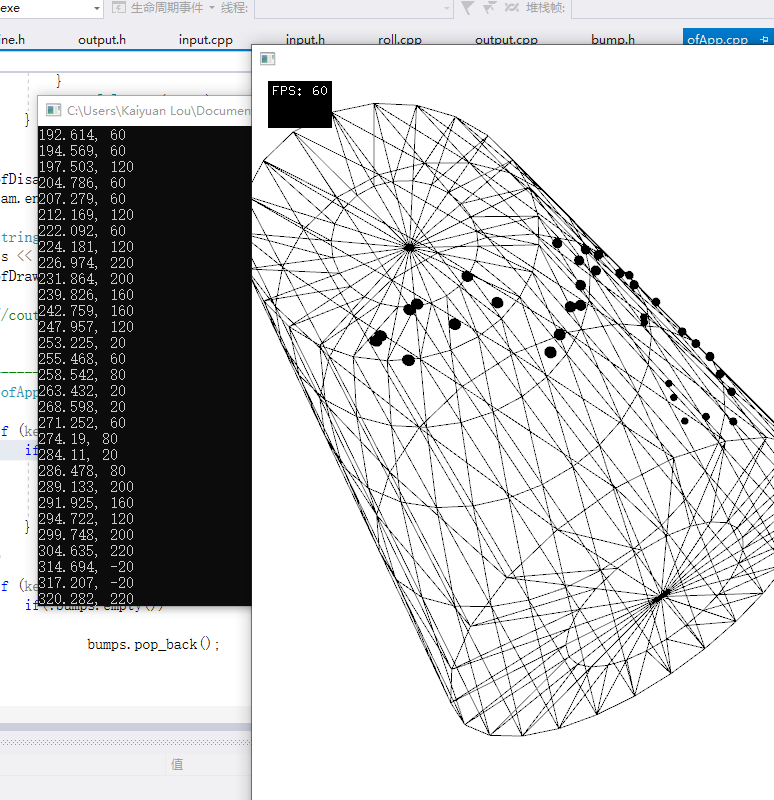 exe
生命周期事件
线程:
堆栈帧:
ine.h
output.h
input.cpp
input.h
roll.cpp
output.cpp
bump.h
ofApp.cpp
}
}
C:\Users\Kaiyuan Lou\Documen
FPS: 60
192.614, 60
194.569, 60
197.503, 120
204.786, 60
207.279, 60
212.169, 120
222.092, 60
224.181, 120
226.974, 220
231.864, 200
239.826, 160
242.759, 160
247.957, 120
253.225, 20
255.468, 60
258.542, 80
263.432, 20
268.598, 20
271.252, 60
274.19, 80
284.11, 20
286.478, 80
289.133, 200
291.925, 160
294.722, 120
299.748, 200
304.635, 220
314.694, -20
317.207, -20
320.282, 220
ofDisa
am.en
tring
s <<
ofDraw
/cout
ofApp
f (ke
if
}
f (ke
if(!bumps.empty())
bumps.pop_back();
值